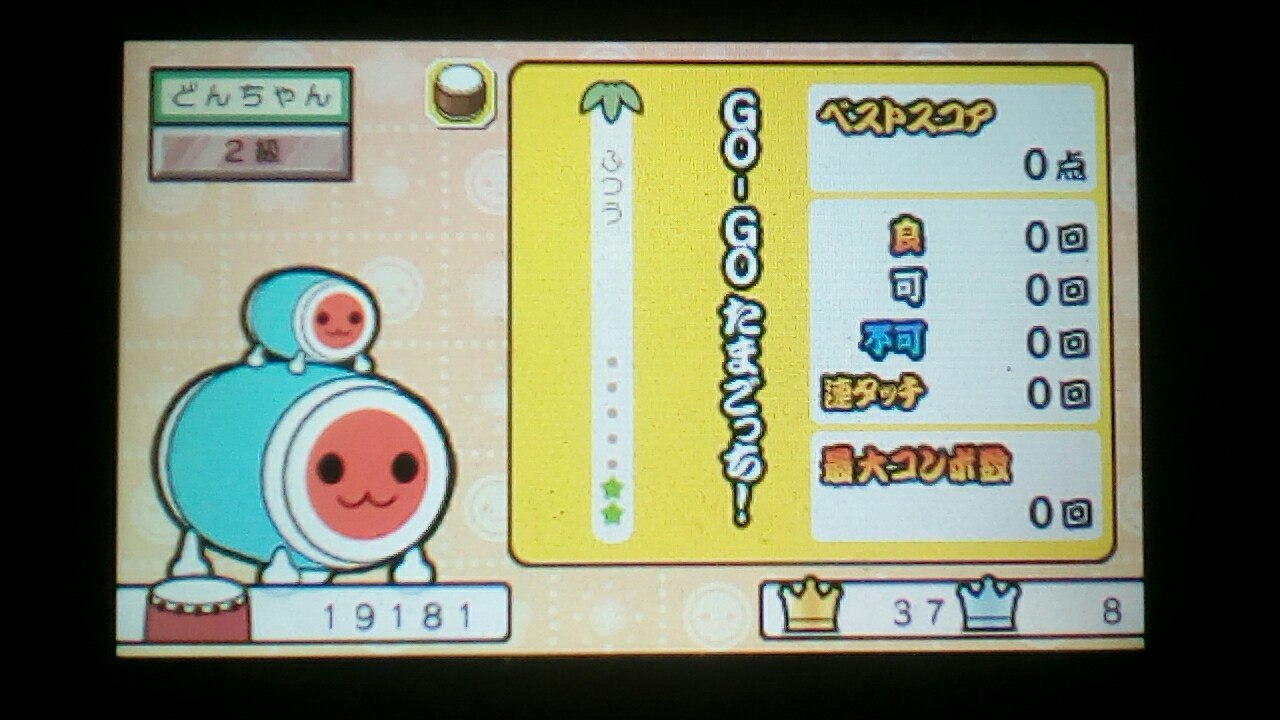 どんちゃん
2級
ふつう
GO-GOたまごっち!
ベストスコア
0点
良 0回
可 0回
不可 0回
連タッチ 0回
最大コンボ数
0回
19181
37
8